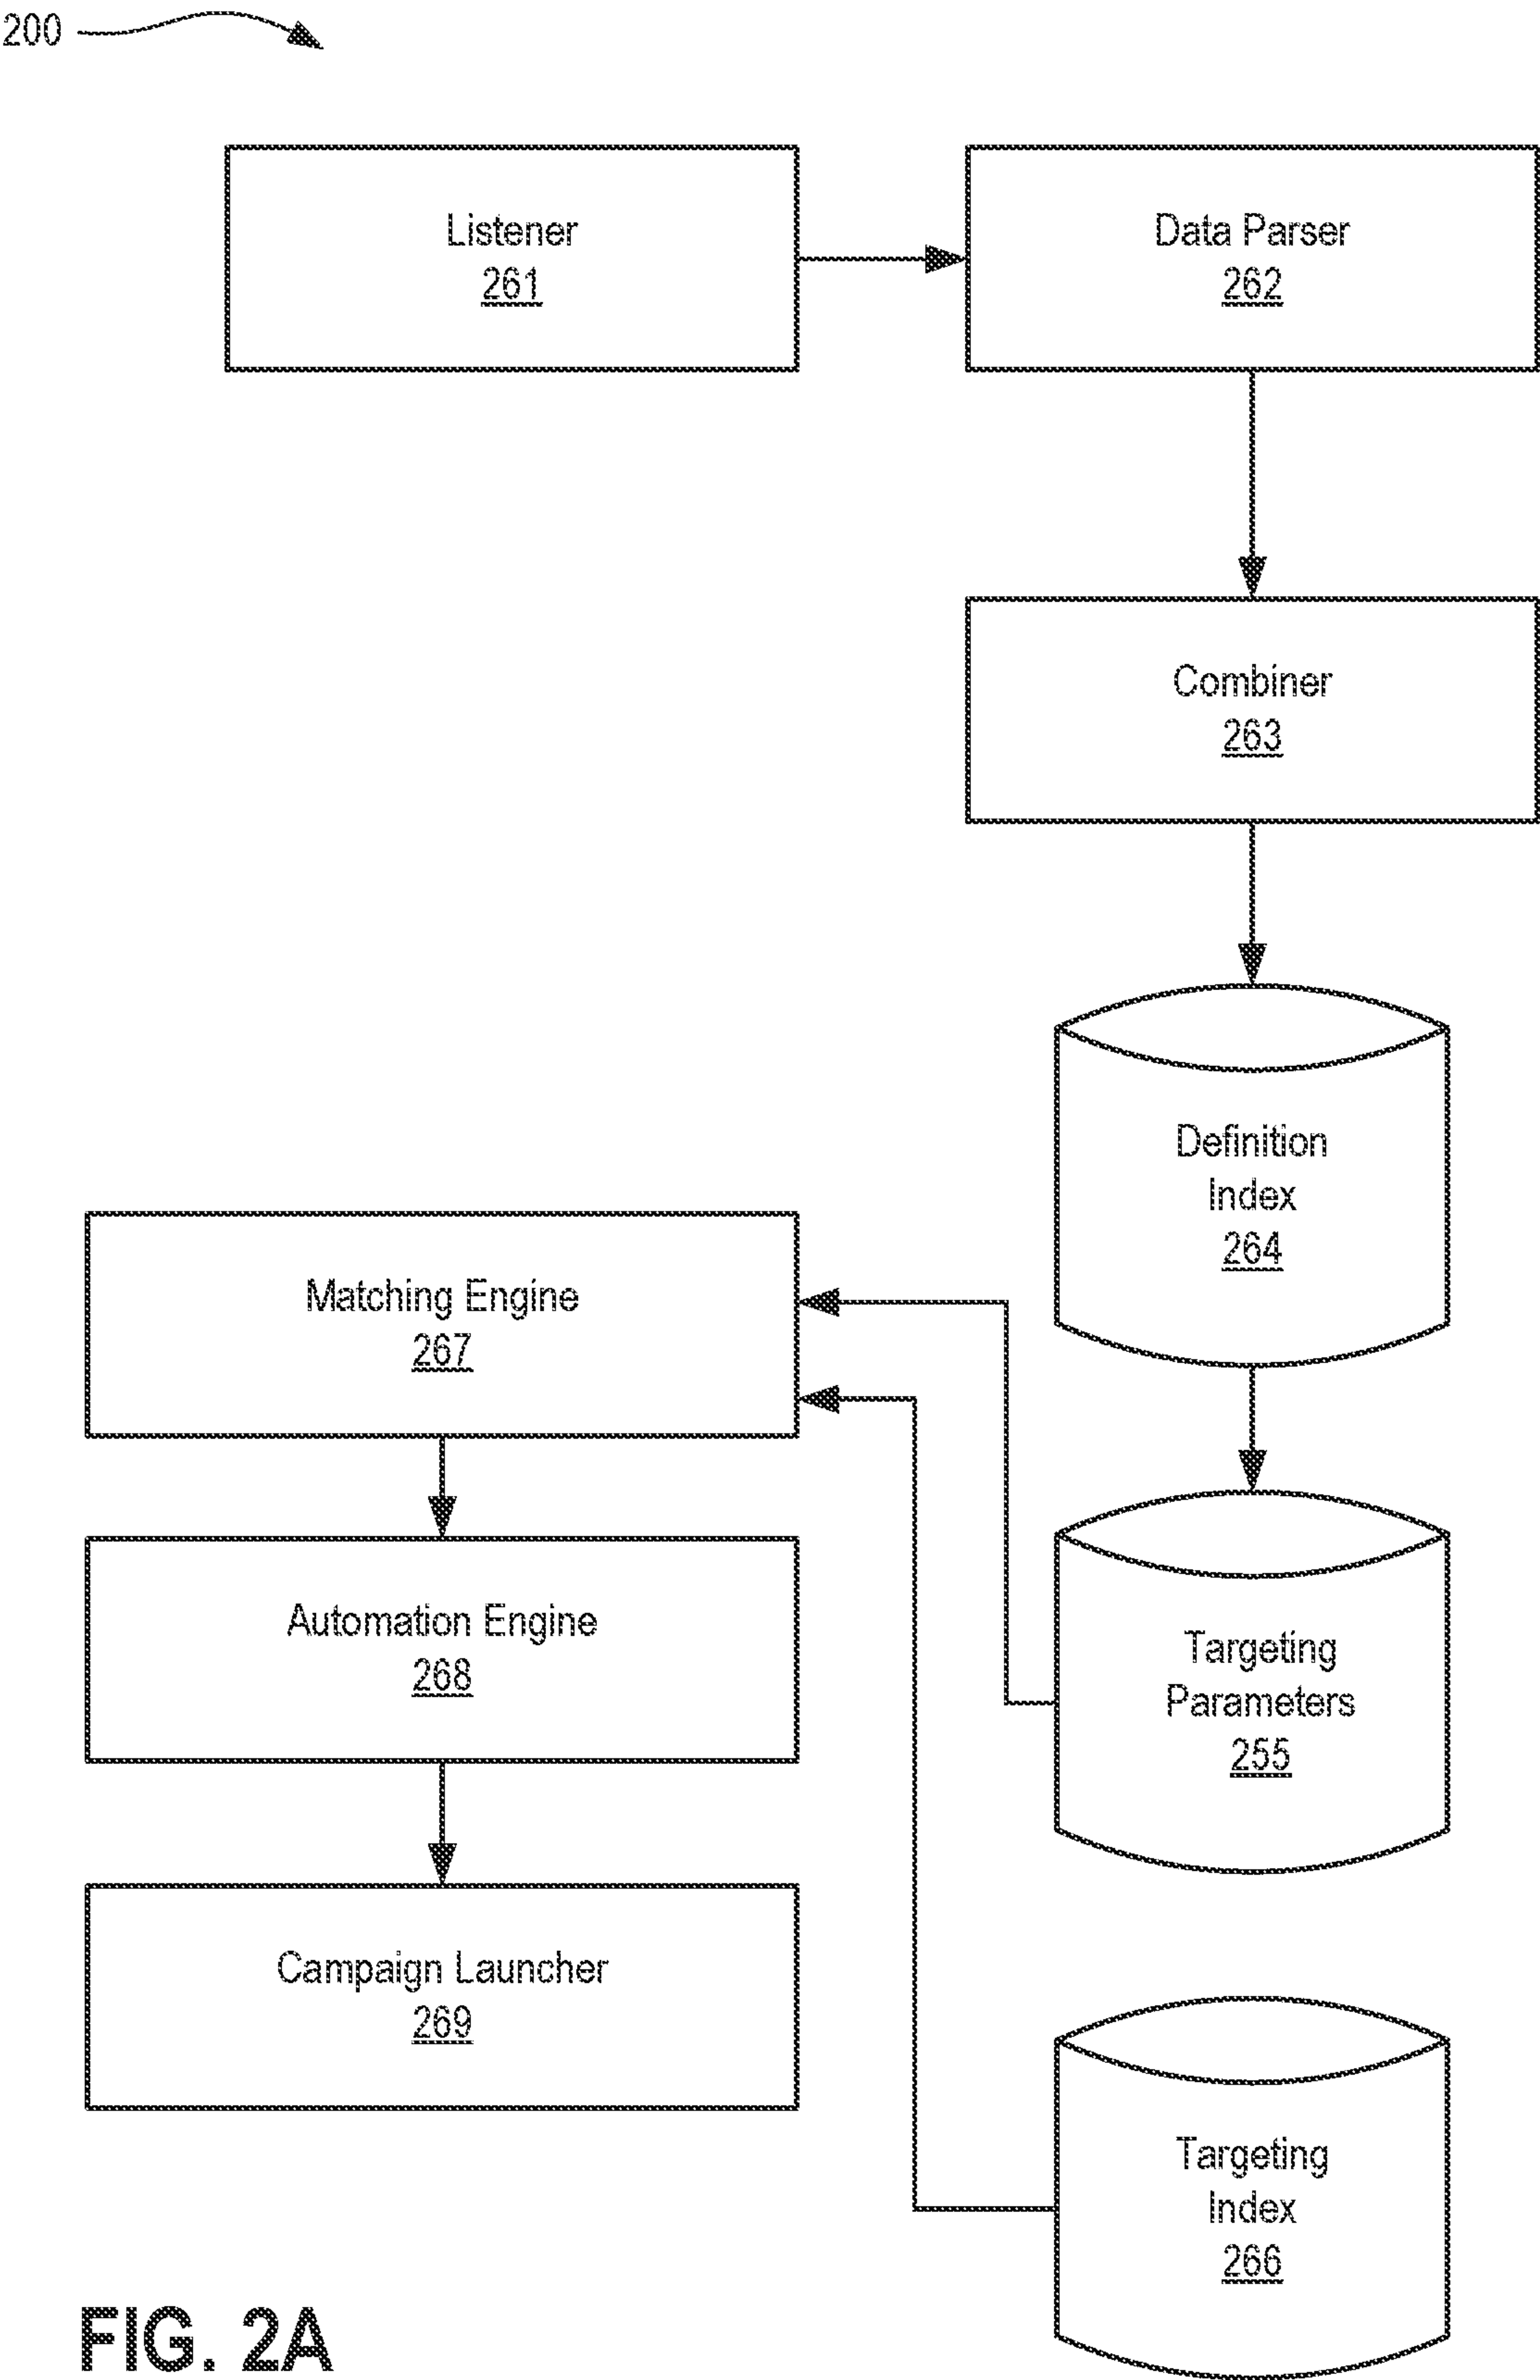 200
Listener
261
Data Parser
262
Combiner
263
Definition
Index
264
Matching Engine
267
Automation Engine
268
Targeting
Parameters
255
Campaign Launcher
269
Targeting
Index
266
FIG. 2A